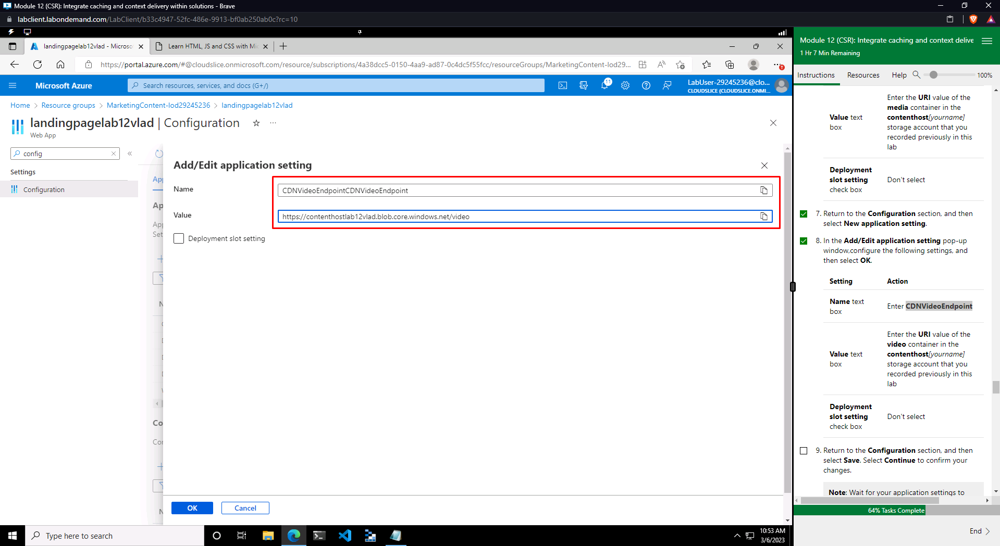 Module 12 (CSR): Integrate caching and context delivery within solutions - Brave
labclient.labondemand.com/LabClient/b33c4947-52fc-486e-9913-bf0ab250ab0c?rc=10
landingpagelab12vlad - Microso
Learn HTML, JS and CSS with Mic
https://portal.azure.com/#@cloudslice.onmicrosoft.com/resource/subscriptions/4a38dcc5-0150-4aa9-ad87-0c4dc5f55fcc/resourceGroups/MarketingContent-lod29...
Microsoft Azure
Search resources, services, and docs (G+/)
11
LabUser-29245236@clo...
CLOUDSLICE (CLOUDSLICE.ONMI...
Home > Resource groups > MarketingContent-lod29245236 > landingpagelab12vlad
landingpagelab12vlad | Configuration
Web App
config
Settings
Configuration
Add/Edit application setting
Name
CDNVideoEndpointCDNVideoEndpoint
Value
https://contenthostlab12vlad.blob.core.windows.net/video
Deployment slot setting
OK
Cancel
Type here to search
10:53 AM
3/6/2023
Module 12 (CSR): Integrate caching and context delive
1 Hr 7 Min Remaining
Instructions
Resources
Help
100%
Value text box
Enter the URI value of the
media container in the
contenthost[yourname]
storage account that you
recorded previously in this
lab
Deployment
slot setting
check box
Don't select
7. Return to the Configuration section, and then
select New application setting.
8. In the Add/Edit application setting pop-up
window,configure the following settings, and
then select OK.
Setting
Action
Name text
box
Enter CDNVideoEndpoint
Value text
box
Enter the URI value of the
video container in the
contenthost[yourname]
storage account that you
recorded previously in this
lab
Deployment
slot setting
check box
Don't select
9. Return to the Configuration section, and then
select Save. Select Continue to confirm your
changes.
Note: Wait for your application settings to
64% Tasks Complete
End